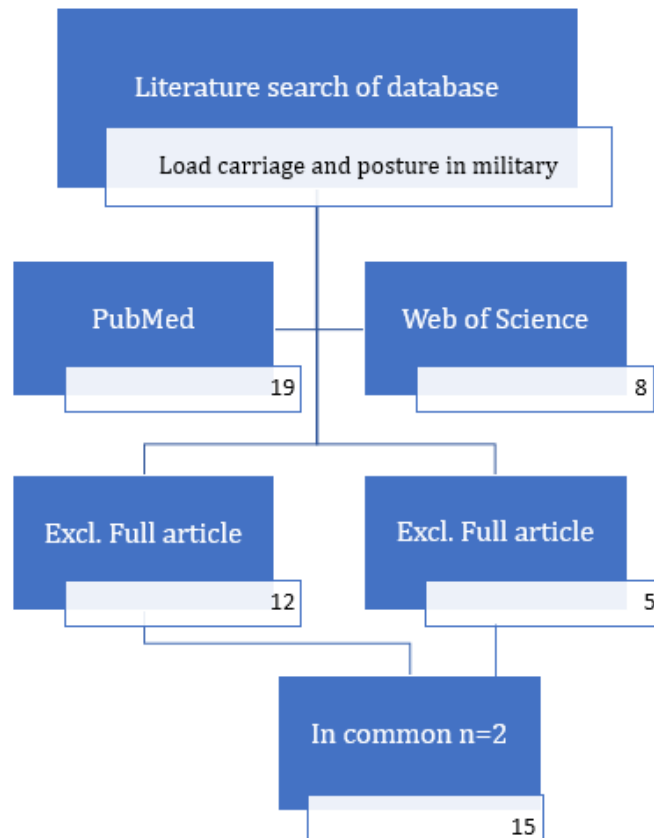 Literature search of database
Load carriage and posture in military
PubMed
19
Web of Science
8
Excl. Full article
12
Excl. Full article
5
In common n=2
15